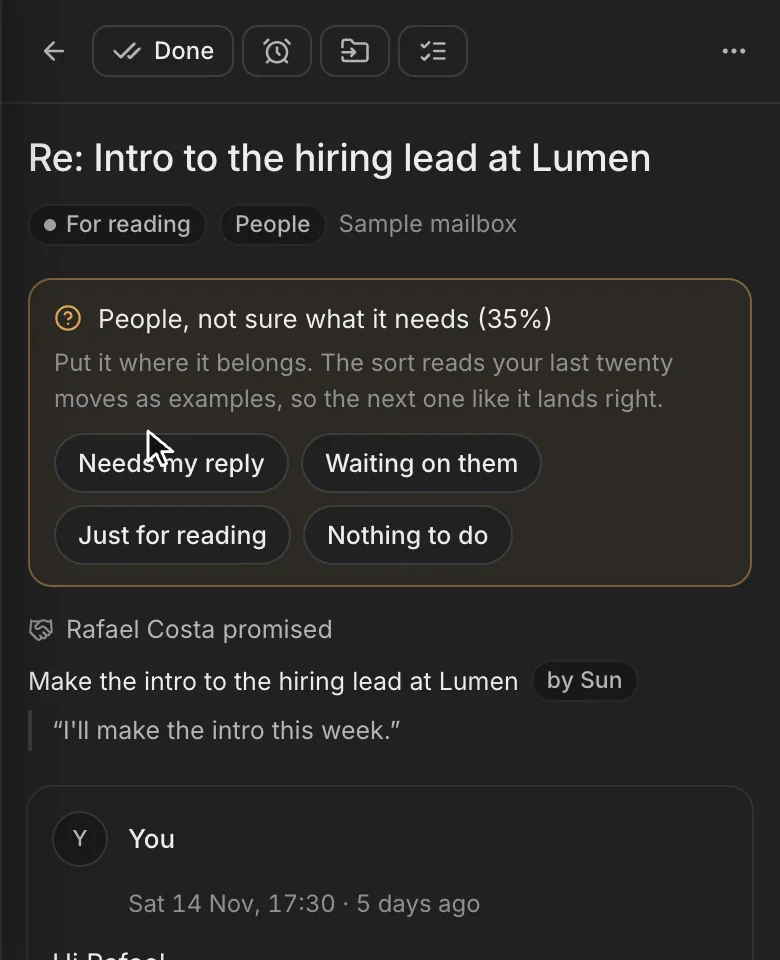 Done
Re: Intro to the hiring lead at Lumen
For reading People Sample mailbox
People, not sure what it needs (35%)
Put it where it belongs. The sort reads your last twenty
moves as examples, so the next one like it lands right.
Needs my reply Waiting on them
Just for reading Nothing to do
Rafael Costa promised
Make the intro to the hiring lead at Lumen by Sun
“I'll make the intro this week.”
Y You
Sat 14 Nov, 17:30 · 5 days ago
Hi Rafael